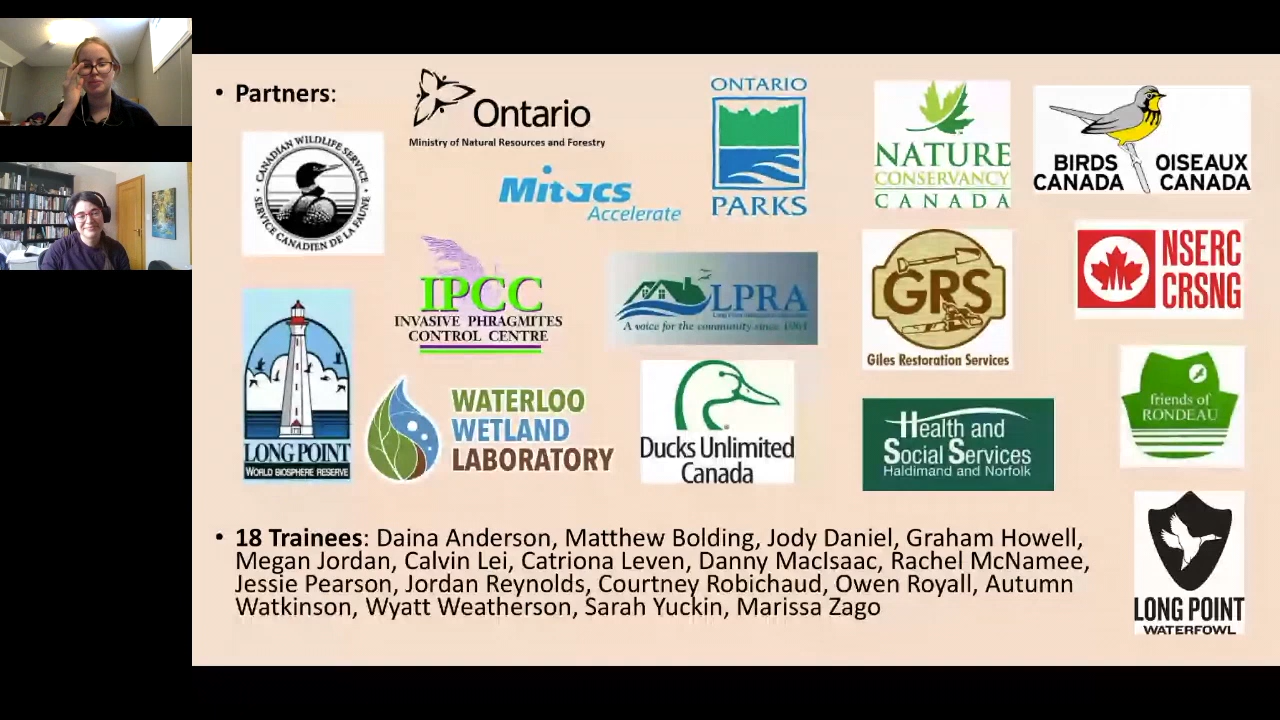 • Partners:
Ontario
Ministry of Natural Resources and Forestry
ONTARIO
PARKS
NATURE
CONSERVANCY
CANADA
BIRDS OISEAUX
CANADA CANADA
CANADIAN WILDLIFE SERVICE
SERVICE CANADIEN DE LA FAUNE
Mitacs
Accelerate
IPCC
INVASIVE PHRAGMITES
CONTROL CENTRE
LPRA
A voice for the community since 1961
GRS
Giles Restoration Services
NSERC
CRSNG
LONG POINT
WORLD BIOSPHERE RESERVE
WATERLOO
WETLAND
LABORATORY
Ducks Unlimited
Canada
Health and
Social Services
Haldimand and Norfolk
friends of
RONDEAU
LONG POINT
WATERFOWL
• 18 Trainees: Daina Anderson, Matthew Bolding, Jody Daniel, Graham Howell,
Megan Jordan, Calvin Lei, Catriona Leven, Danny MacIsaac, Rachel McNamee,
Jessie Pearson, Jordan Reynolds, Courtney Robichaud, Owen Royall, Autumn
Watkinson, Wyatt Weatherson, Sarah Yuckin, Marissa Zago